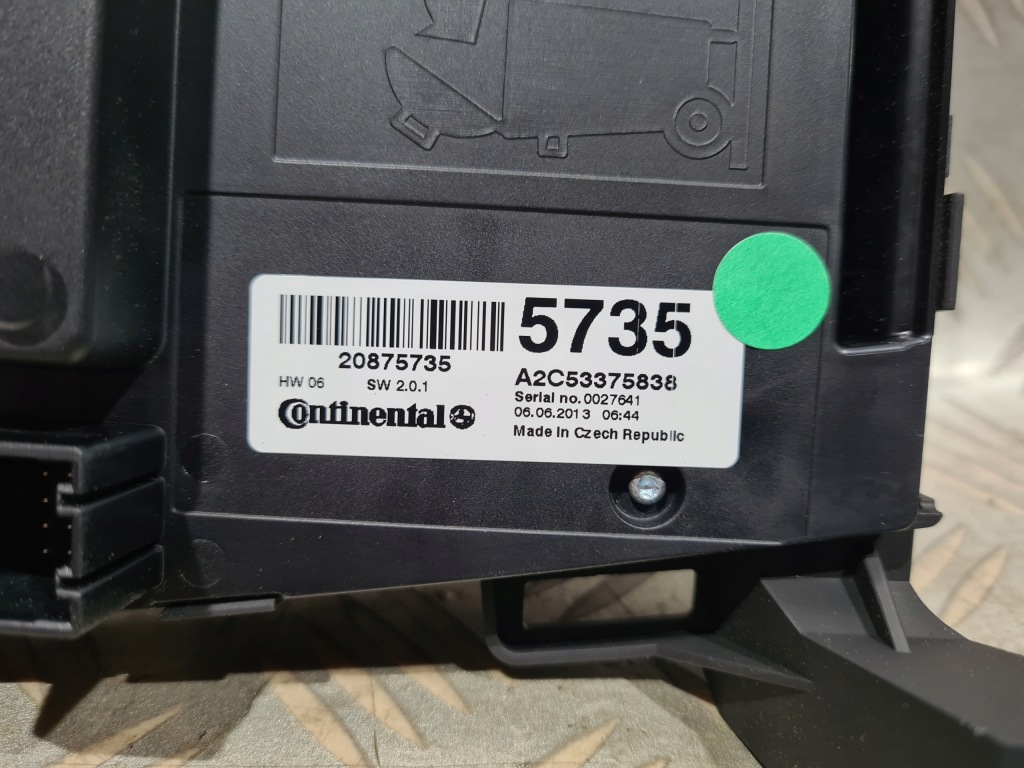 5735
20875735
HW 06 SW 2.0.1
A2C53375838
Serial no.0027641
Continental
06.06.2013 06:44
Made in Czech Republic